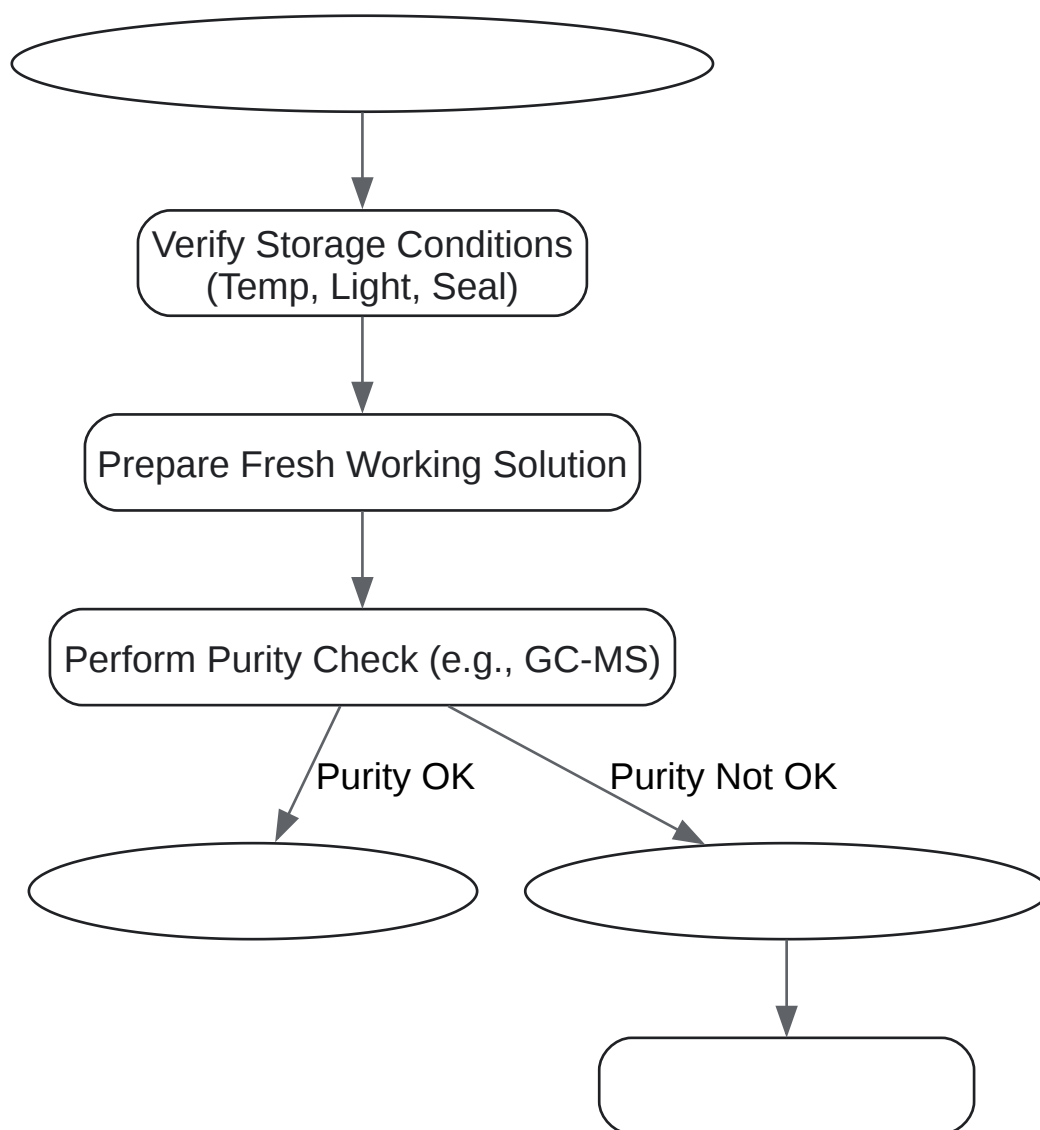 Verify Storage Conditions
(Temp, Light, Seal)
Prepare Fresh Working Solution
Perform Purity Check (e.g., GC-MS)
Purity OK
Purity Not OK